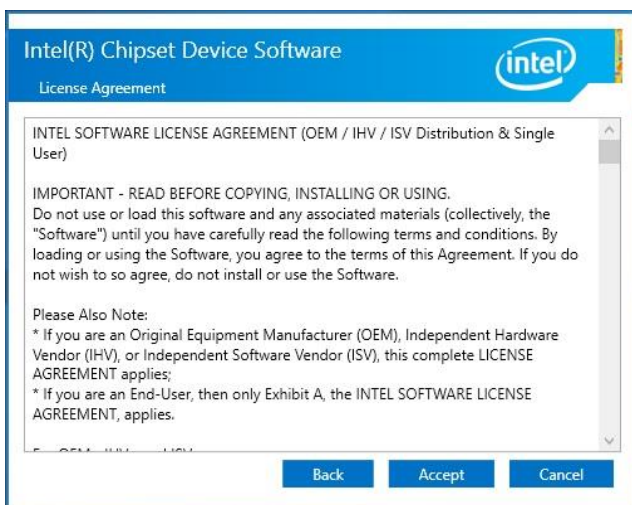 Intel(R) Chipset Device Software
intel
License Agreement
INTEL SOFTWARE LICENSE AGREEMENT (OEM / IHV / ISV Distribution & Single
User)
IMPORTANT - READ BEFORE COPYING, INSTALLING OR USING.
Do not use or load this software and any associated materials (collectively, the
"Software") until you have carefully read the following terms and conditions. By
loading or using the Software, you agree to the terms of this Agreement. If you do
not wish to so agree, do not install or use the Software.
Please Also Note:
* If you are an Original Equipment Manufacturer (OEM), Independent Hardware
Vendor (IHV), or Independent Software Vendor (ISV), this complete LICENSE
AGREEMENT applies;
* If you are an End-User, then only Exhibit A, the INTEL SOFTWARE LICENSE
AGREEMENT, applies.
Back Accept Cancel